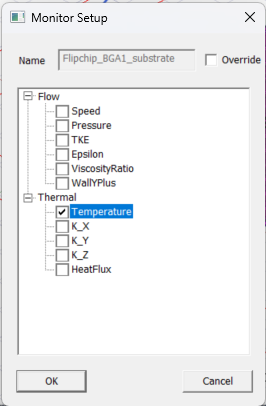 Monitor Setup
Name Flipchip_BGA1_substrate Override
Flow
Speed
Pressure
TKE
Epsilon
ViscosityRatio
WallYPlus
Thermal
Temperature
K_X
K_Y
K_Z
HeatFlux
OK Cancel